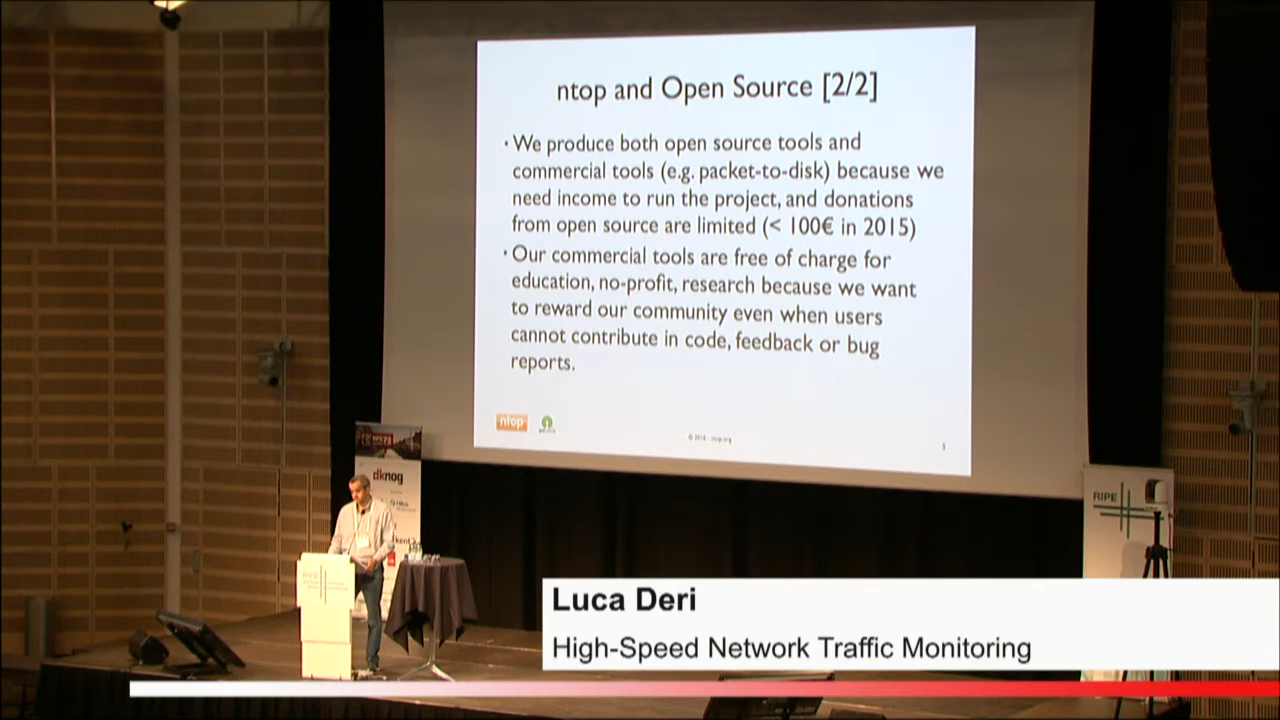 ntop and Open Source [2/2]
• We produce both open source tools and
commercial tools (e.g. packet-to-disk) because we
need income to run the project, and donations
from open source are limited (< 100€ in 2015)
• Our commercial tools are free of charge for
education, no-profit, research because we want
to reward our community even when users
cannot contribute in code, feedback or bug
reports.
ntop
5
dknog
RIPE
RIPE
Luca Deri
High-Speed Network Traffic Monitoring